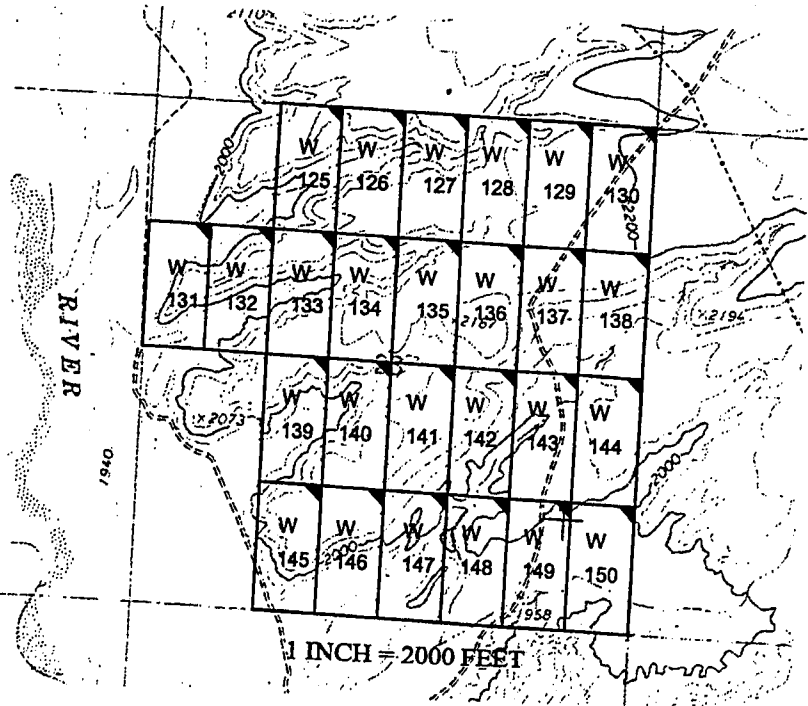 2110
2000
W W W W W W
125 126 127 128 129 130
2200
W W W W W W W W
131 132 133 134 135 136 137 138
x 2167
x 2194
RIVER
W W W W W W
139 140 141 142 143 144
x 2073
1940
2000
W W W W W W
145 146 147 148 149 150
2000
1958
1 INCH = 2000 FEET